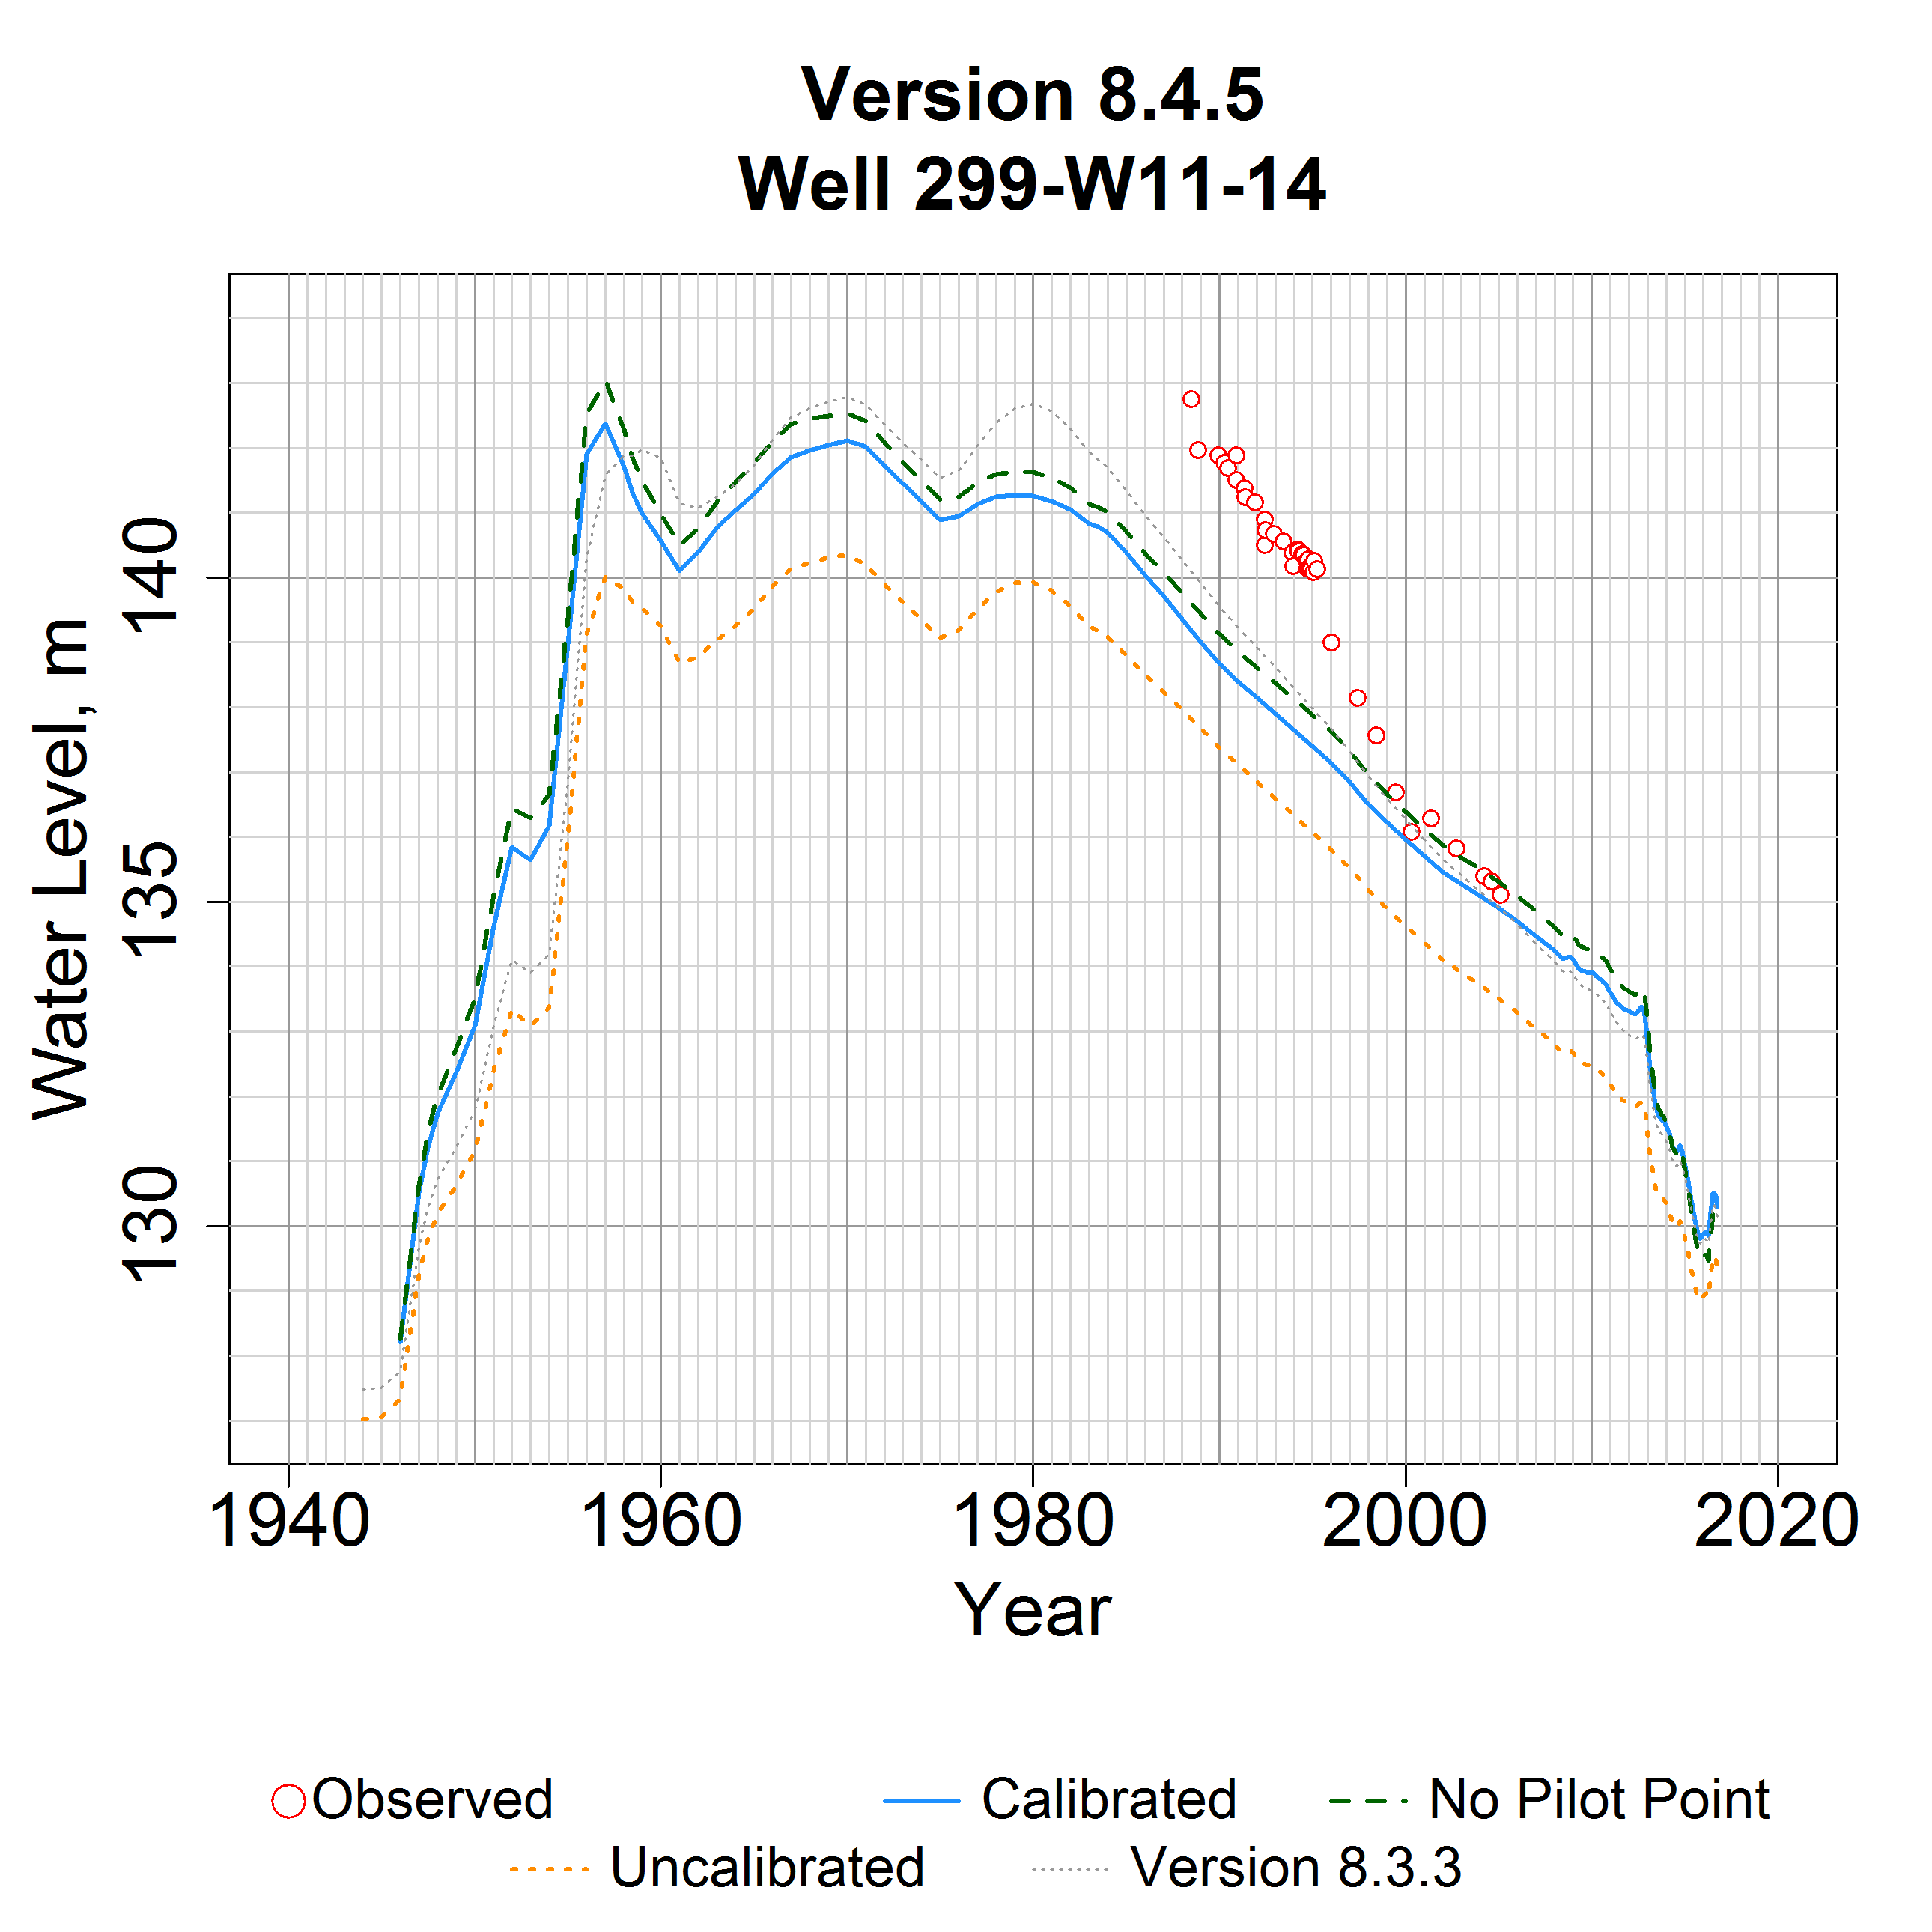 Version 8.4.5
Well 299-W11-14
Water Level, m
140
135
130
1940 1960 1980 2000 2020
Year
Observed Calibrated No Pilot Point
Uncalibrated Version 8.3.3